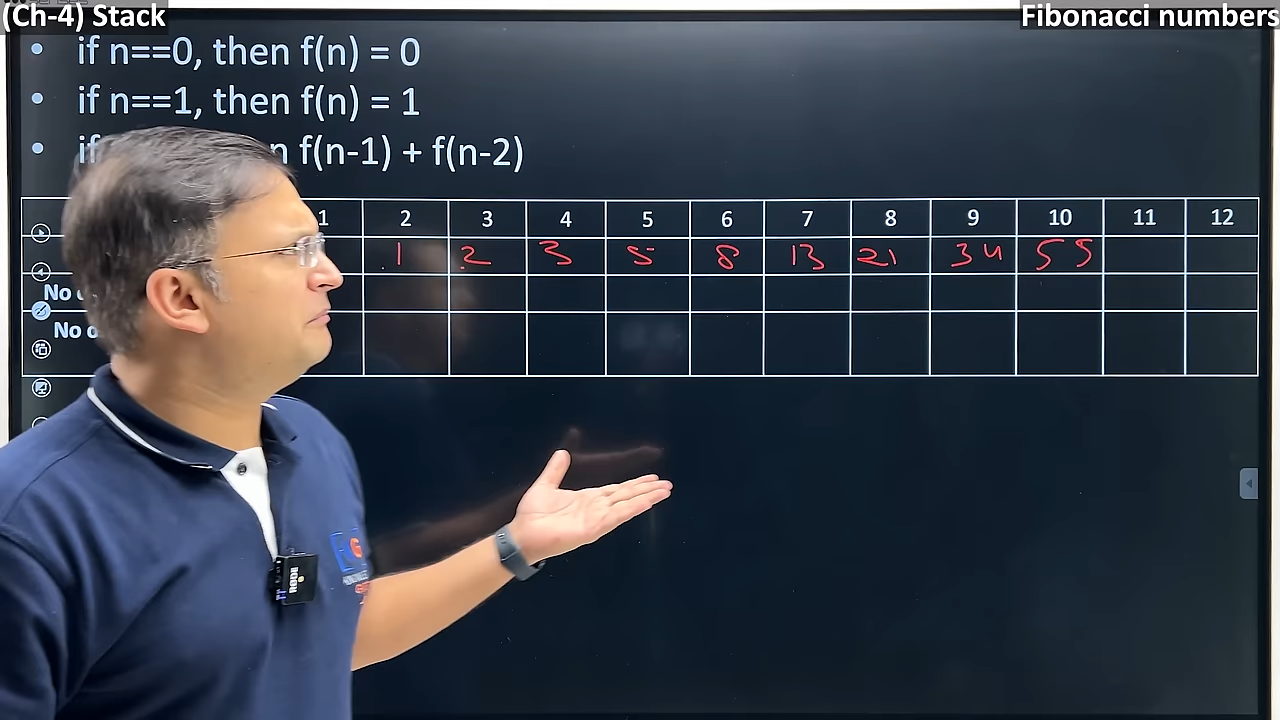 (Ch-4) Stack
Fibonacci numbers
• if n==0, then f(n) = 0
• if n==1, then f(n) = 1
• if f(n-1) + f(n-2)
1 2 3 4 5 6 7 8 9 10 11 12
1 2 3 5 8 13 21 34 55
No
No
RODE